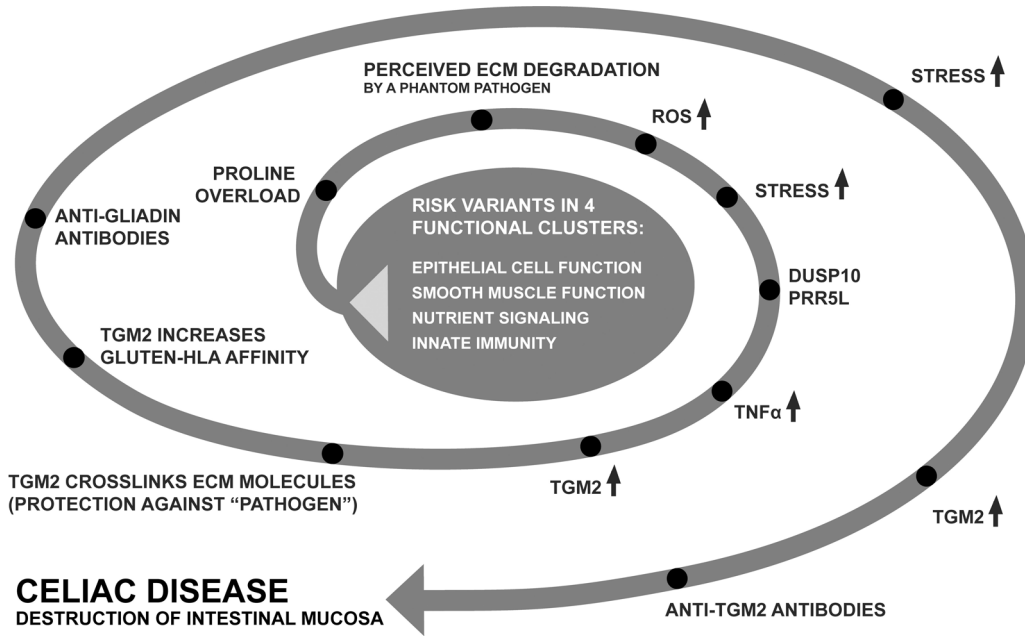 PERCEIVED ECM DEGRADATION
BY A PHANTOM PATHOGEN
STRESS
ROS
PROLINE
OVERLOAD
STRESS
RISK VARIANTS IN 4
FUNCTIONAL CLUSTERS:
EPITHELIAL CELL FUNCTION
SMOOTH MUSCLE FUNCTION
NUTRIENT SIGNALING
INNATE IMMUNITY
ANTI-GLIADIN
ANTIBODIES
DUSP10
PRR5L
TGM2 INCREASES
GLUTEN-HLA AFFINITY
TNFα
TGM2 CROSSLINKS ECM MOLECULES
(PROTECTION AGAINST “PATHOGEN”)
TGM2
TGM2
CELIAC DISEASE
DESTRUCTION OF INTESTINAL MUCOSA
ANTI-TGM2 ANTIBODIES